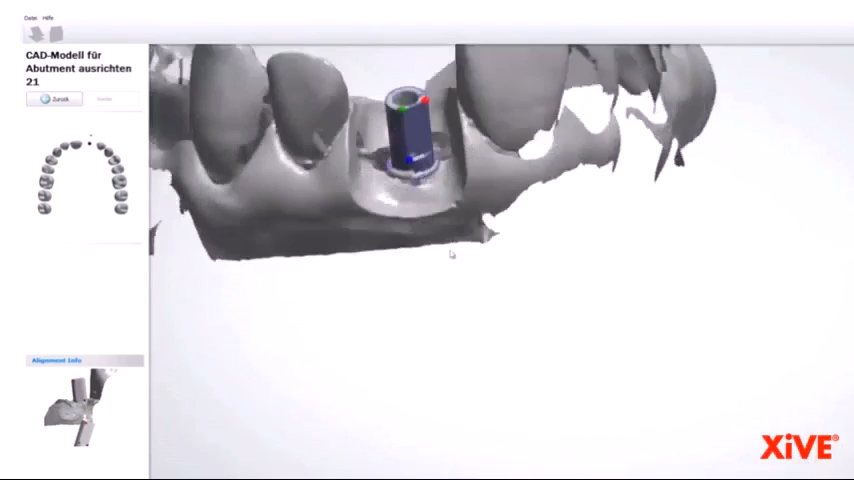 Datei Hilfe
CAD-Modell für
Abutment ausrichten
21
Zurück
Alignment Info
XiVE®